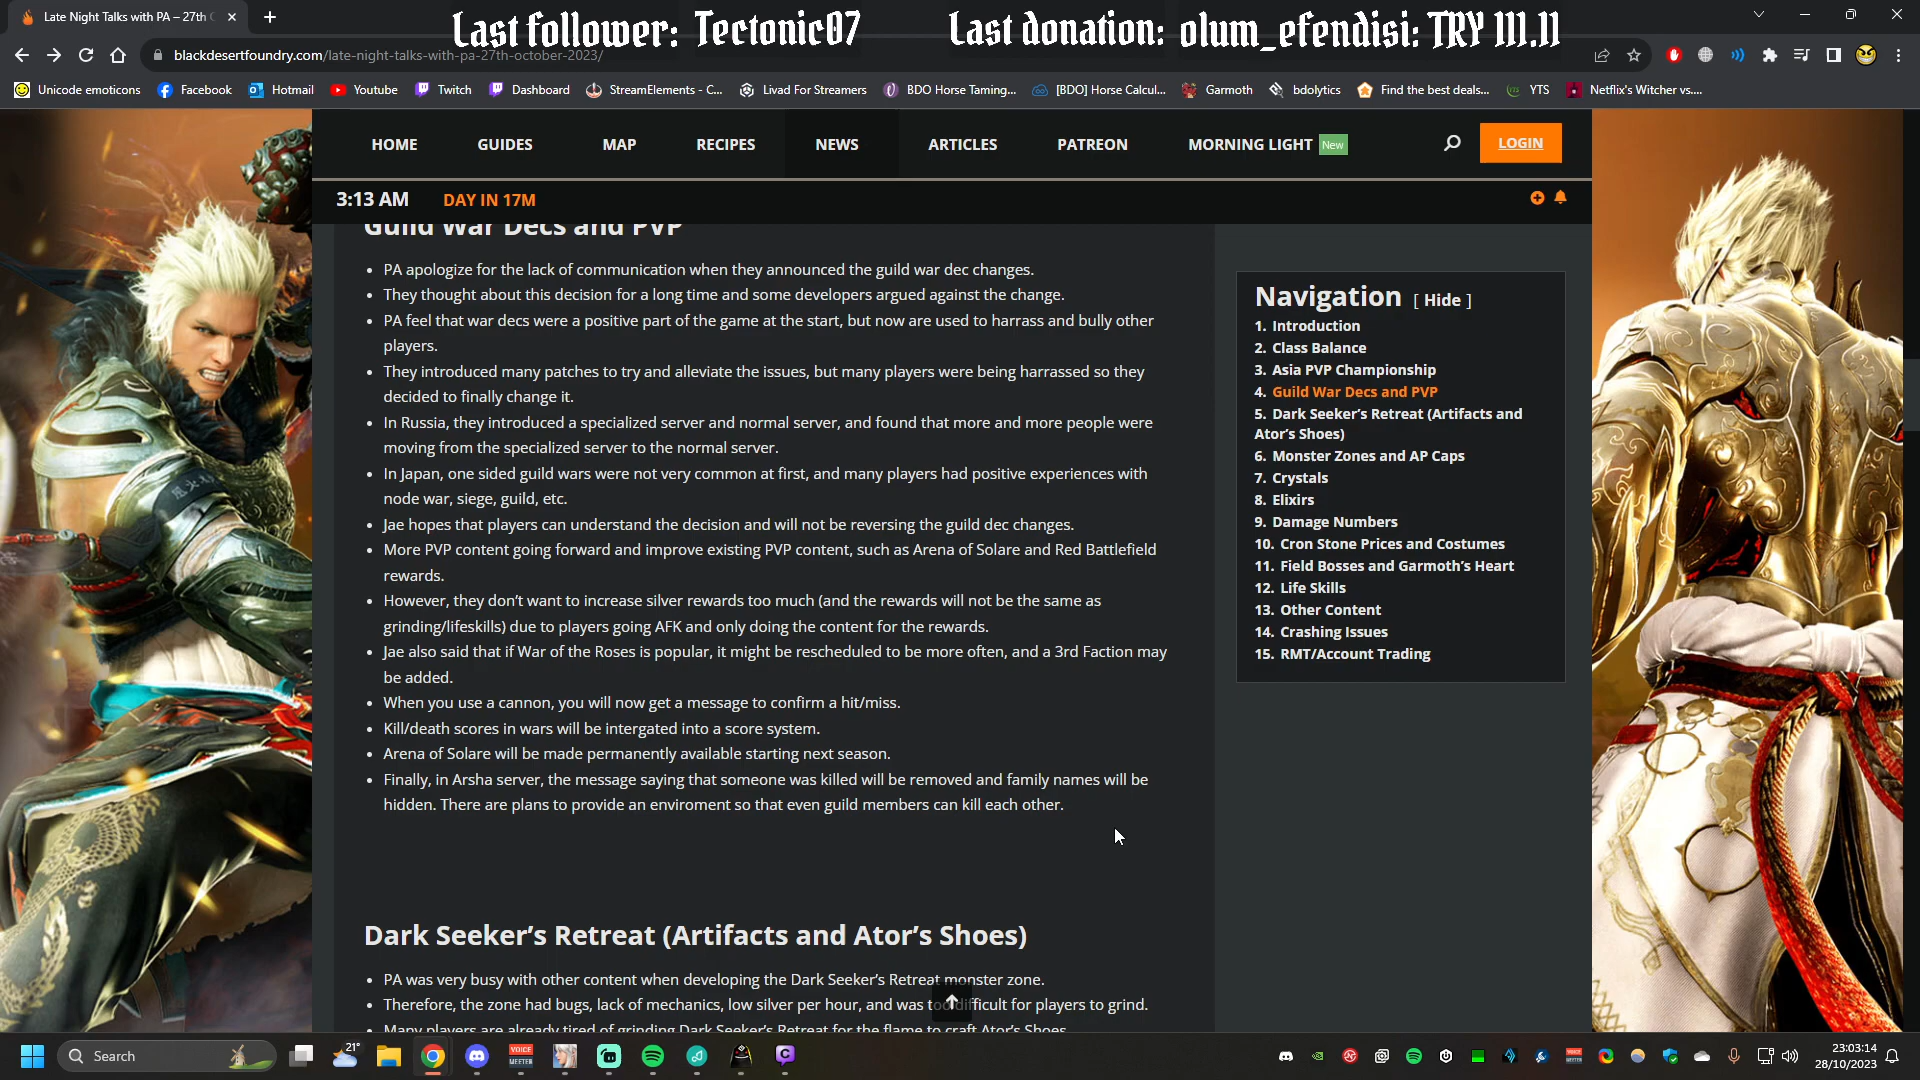 Late Night Talks with PA – 27th
Last follower: Tectonic07
Last donation: olum_efendisi: TRY 111.11
blackdesertfoundry.com/late-night-talks-with-pa-27th-october-2023/
Unicode emoticons Facebook Hotmail Youtube Twitch Dashboard StreamElements - C... Livad For Streamers BDO Horse Taming... [BDO] Horse Calcul... Garmoth bdolytics Find the best deals... YTS Netflix's Witcher vs....
HOME GUIDES MAP RECIPES NEWS ARTICLES PATREON MORNING LIGHT New LOGIN
3:13 AM DAY IN 17M
Guild War Decs and PVP
• PA apologize for the lack of communication when they announced the guild war dec changes.
• They thought about this decision for a long time and some developers argued against the change.
• PA feel that war decs were a positive part of the game at the start, but now are used to harrass and bully other
players.
• They introduced many patches to try and alleviate the issues, but many players were being harrassed so they
decided to finally change it.
• In Russia, they introduced a specialized server and normal server, and found that more and more people were
moving from the specialized server to the normal server.
• In Japan, one sided guild wars were not very common at first, and many players had positive experiences with
node war, siege, guild, etc.
• Jae hopes that players can understand the decision and will not be reversing the guild dec changes.
• More PVP content going forward and improve existing PVP content, such as Arena of Solare and Red Battlefield
rewards.
• However, they don't want to increase silver rewards too much (and the rewards will not be the same as
grinding/lifeskills) due to players going AFK and only doing the content for the rewards.
• Jae also said that if War of the Roses is popular, it might be rescheduled to be more often, and a 3rd Faction may
be added.
• When you use a cannon, you will now get a message to confirm a hit/miss.
• Kill/death scores in wars will be intergated into a score system.
• Arena of Solare will be made permanently available starting next season.
• Finally, in Arsha server, the message saying that someone was killed will be removed and family names will be
hidden. There are plans to provide an enviroment so that even guild members can kill each other.
Dark Seeker's Retreat (Artifacts and Ator's Shoes)
• PA was very busy with other content when developing the Dark Seeker's Retreat monster zone.
• Therefore, the zone had bugs, lack of mechanics, low silver per hour, and was too difficult for players to grind.
• Many players are already tired of grinding Dark Seeker's Retreat for the flame to craft Ator's Shoes
Navigation [ Hide ]
1. Introduction
2. Class Balance
3. Asia PVP Championship
4. Guild War Decs and PVP
5. Dark Seeker's Retreat (Artifacts and
Ator's Shoes)
6. Monster Zones and AP Caps
7. Crystals
8. Elixirs
9. Damage Numbers
10. Cron Stone Prices and Costumes
11. Field Bosses and Garmoth's Heart
12. Life Skills
13. Other Content
14. Crashing Issues
15. RMT/Account Trading
Search
21°
VOICE
MEETER
23:03:14
28/10/2023